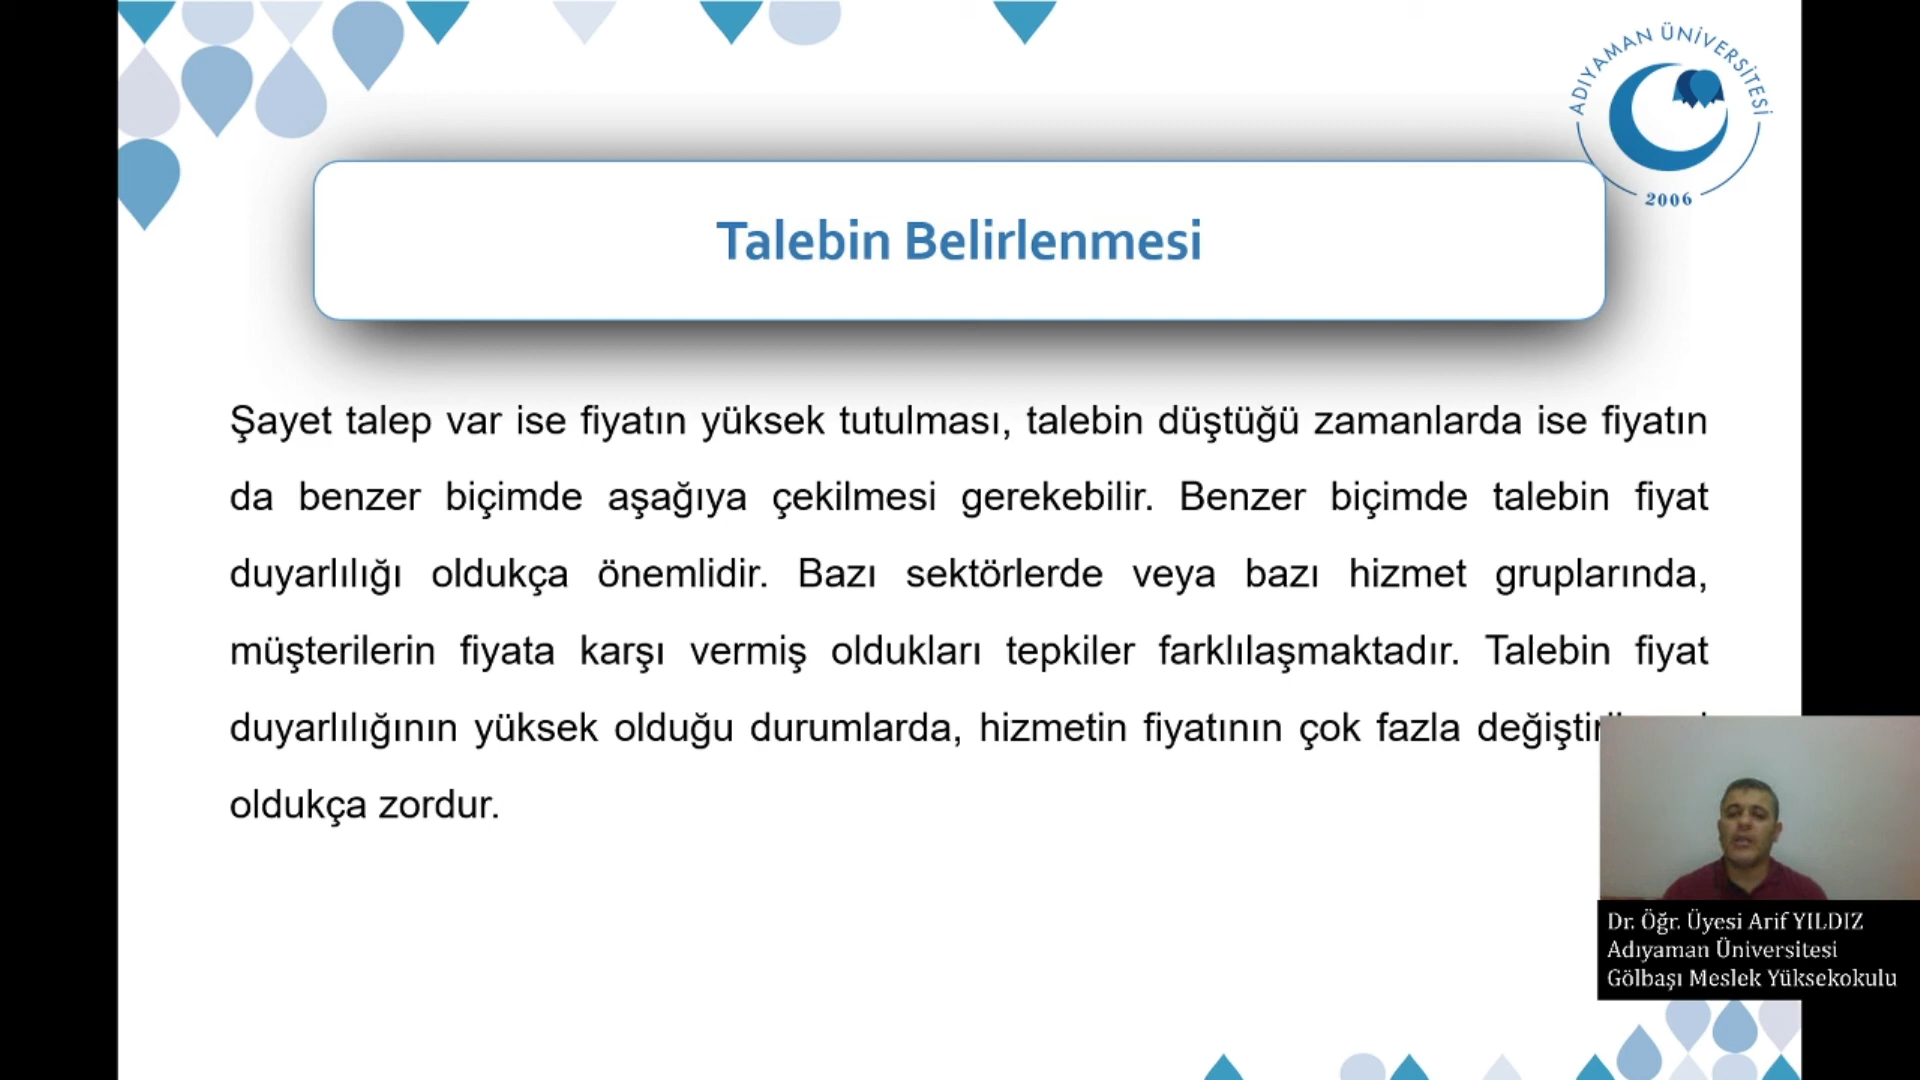 ADIYAMAN ÜNİVERSİTESİ
2006
Talebin Belirlenmesi
Şayet talep var ise fiyatın yüksek tutulması, talebin düştüğü zamanlarda ise fiyatın
da benzer biçimde aşağıya çekilmesi gerekebilir. Benzer biçimde talebin fiyat
duyarlılığı oldukça önemlidir. Bazı sektörlerde veya bazı hizmet gruplarında,
müşterilerin fiyata karşı vermiş oldukları tepkiler farklılaşmaktadır. Talebin fiyat
duyarlılığının yüksek olduğu durumlarda, hizmetin fiyatının çok fazla
oldukça zordur.
Dr. Öğr. Üyesi Arif YILDIZ
Adıyaman Üniversitesi
Gölbaşı Meslek Yüksekokulu